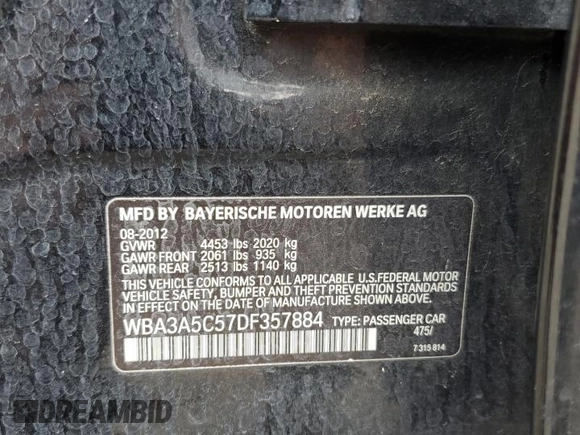 MFD BY BAYERISCHE MOTOREN WERKE AG
08-2012
GVWR 4453 lbs 2020 kg
GAWR FRONT 2061 lbs 935 kg
GAWR REAR 2513 lbs 1140 kg
THIS VEHICLE CONFORMS TO ALL APPLICABLE U.S.FEDERAL MOTOR
VEHICLE SAFETY, BUMPER, AND THEFT PREVENTION STANDARDS
IN EFFECT ON THE DATE OF MANUFACTURE SHOWN ABOVE.
WBA3A5C57DF357884 TYPE: PASSENGER CAR
475/
7 315 814
DREAMBID